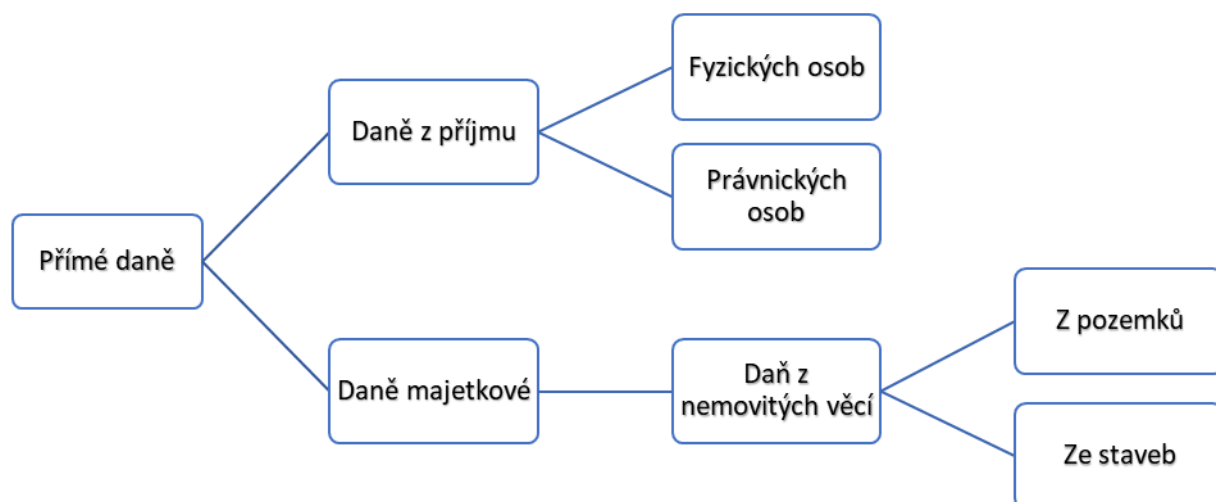 Přímé daně
Daně z příjmu
Fyzických osob
Právnických
osob
Daně majetkové
Daň z
nemovitých věcí
Z pozemků
Ze staveb